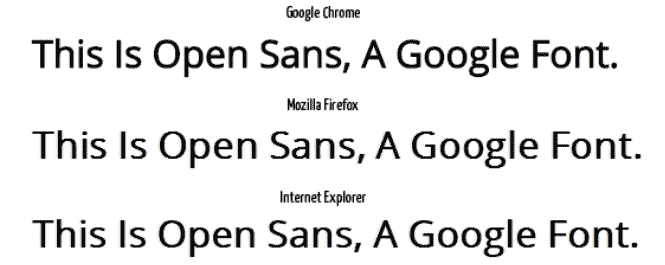 Google Chrome
This Is Open Sans, A Google Font.
Mozilla Firefox
This Is Open Sans, A Google Font.
Internet Explorer
This Is Open Sans, A Google Font.